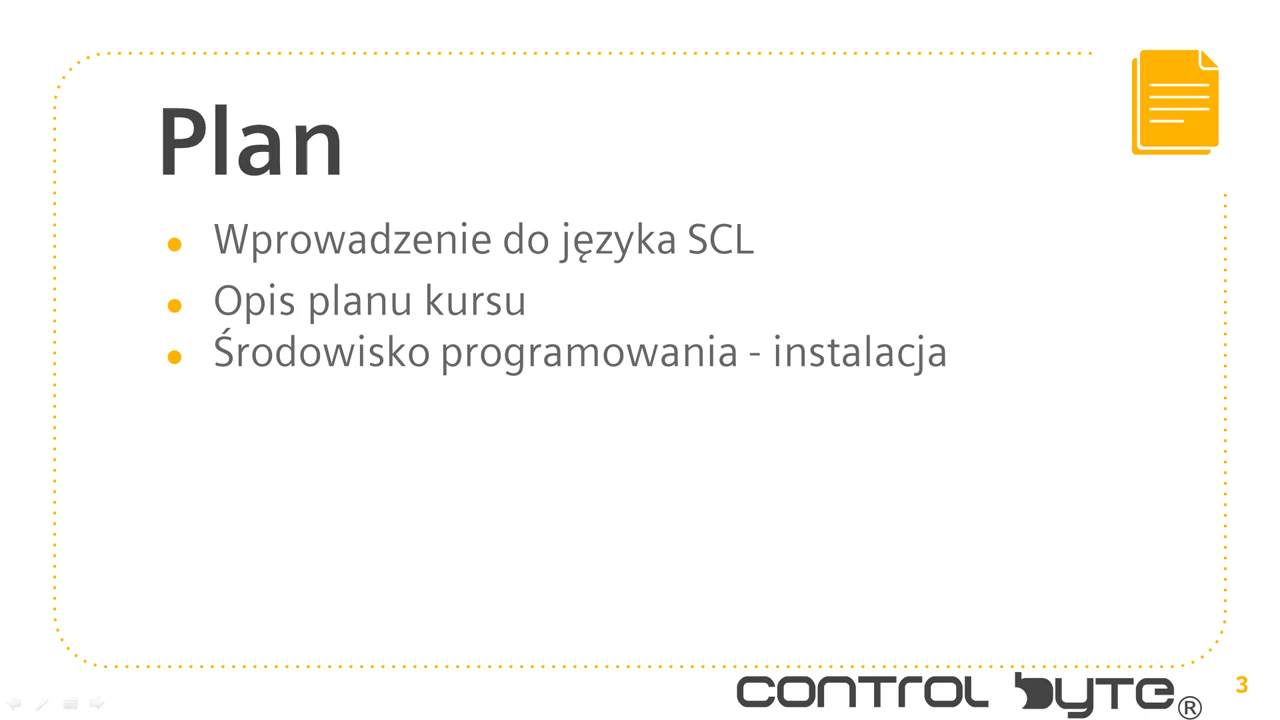 Plan
Wprowadzenie do języka SCL
Opis planu kursu
Środowisko programowania - instalacja
control byte®
3